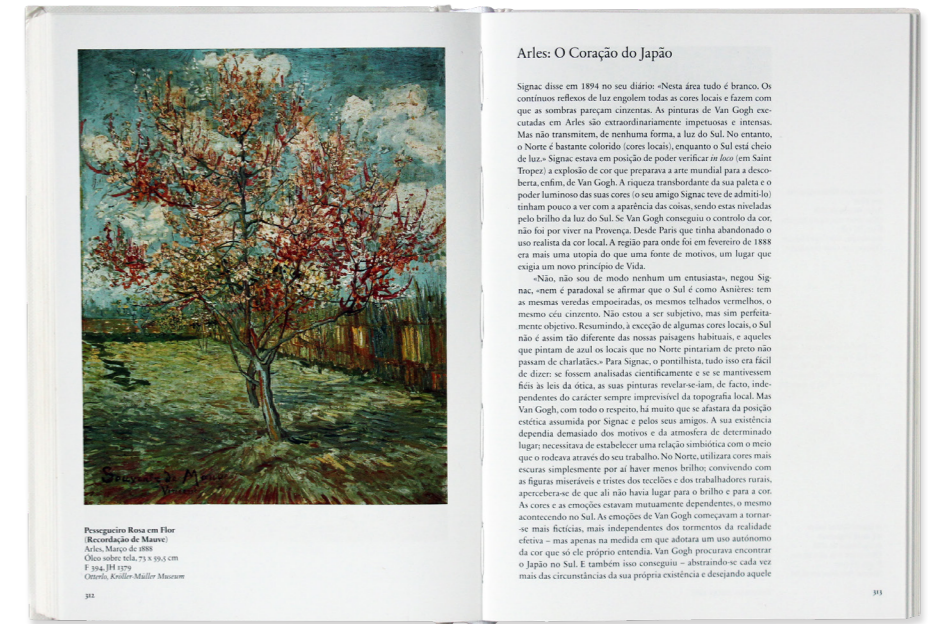 Souvenir de Mauve
Vincent
Pessegueiro Rosa em Flor
(Recordação de Mauve)
Arles, Março de 1888
Óleo sobre tela, 73 x 59,5 cm
F 394, JH 1379
Otterlo, Kröller-Müller Museum
312
Arles: O Coração do Japão
Signac disse em 1894 no seu diário: «Nesta área tudo é branco. Os
contínuos reflexos de luz engolem todas as cores locais e fazem com
que as sombras pareçam cinzentas. As pinturas de Van Gogh exe-
cutadas em Arles são extraordinariamente impetuosas e intensas.
Mas não transmitem, de nenhuma forma, a luz do Sul. No entanto,
o Norte é bastante colorido (cores locais), enquanto o Sul está cheio
de luz.» Signac estava em posição de poder verificar in loco (em Saint
Tropez) a explosão de cor que preparava a arte mundial para a desco-
berta, enfim, de Van Gogh. A riqueza transbordante da sua paleta e o
poder luminoso das suas cores (o seu amigo Signac teve de admiti-lo)
tinham pouco a ver com a aparência das coisas, sendo estas niveladas
pelo brilho da luz do Sul. Se Van Gogh conseguiu o controlo da cor,
não foi por viver na Provença. Desde Paris que tinha abandonado o
uso realista da cor local. A região para onde foi em fevereiro de 1888
era mais uma utopia do que uma fonte de motivos, um lugar que
exigia um novo princípio de Vida.
«Não, não sou de modo nenhum um entusiasta», negou Sig-
nac, «nem é paradoxal se afirmar que o Sul é como Asnières: tem
as mesmas veredas empoeiradas, os mesmos telhados vermelhos, o
mesmo céu cinzento. Não estou a ser subjetivo, mas sim perfeita-
mente objetivo. Resumindo, à exceção de algumas cores locais, o Sul
não é assim tão diferente das nossas paisagens habituais, e aqueles
que pintam de azul os locais que no Norte pintariam de preto não
passam de charlatães.» Para Signac, o pontilhista, tudo isso era fácil
de dizer: se fossem analisadas cientificamente e se se mantivessem
fiéis às leis da ótica, as suas pinturas revelar-se-iam, de facto, inde-
pendentes do carácter sempre imprevisível da topografia local. Mas
Van Gogh, com todo o respeito, há muito que se afastara da posição
estética assumida por Signac e pelos seus amigos. A sua existência
dependia demasiado dos motivos e da atmosfera de determinado
lugar; necessitava de estabelecer uma relação simbiótica com o meio
que o rodeava através do seu trabalho. No Norte, utilizara cores mais
escuras simplesmente por aí haver menos brilho; convivendo com
as figuras miseráveis e tristes dos tecelões e dos trabalhadores rurais,
apercebera-se de que ali não havia lugar para o brilho e para a cor.
As cores e as emoções estavam mutuamente dependentes, o mesmo
acontecendo no Sul. As emoções de Van Gogh começavam a tornar-
-se mais fictícias, mais independentes dos tormentos da realidade
efetiva – mas apenas na medida em que adotara um uso autónomo
da cor que só ele próprio entendia. Van Gogh procurava encontrar
o Japão no Sul. E também isso conseguiu – abstraindo-se cada vez
mais das circunstâncias da sua própria existência e desejando aquele
313